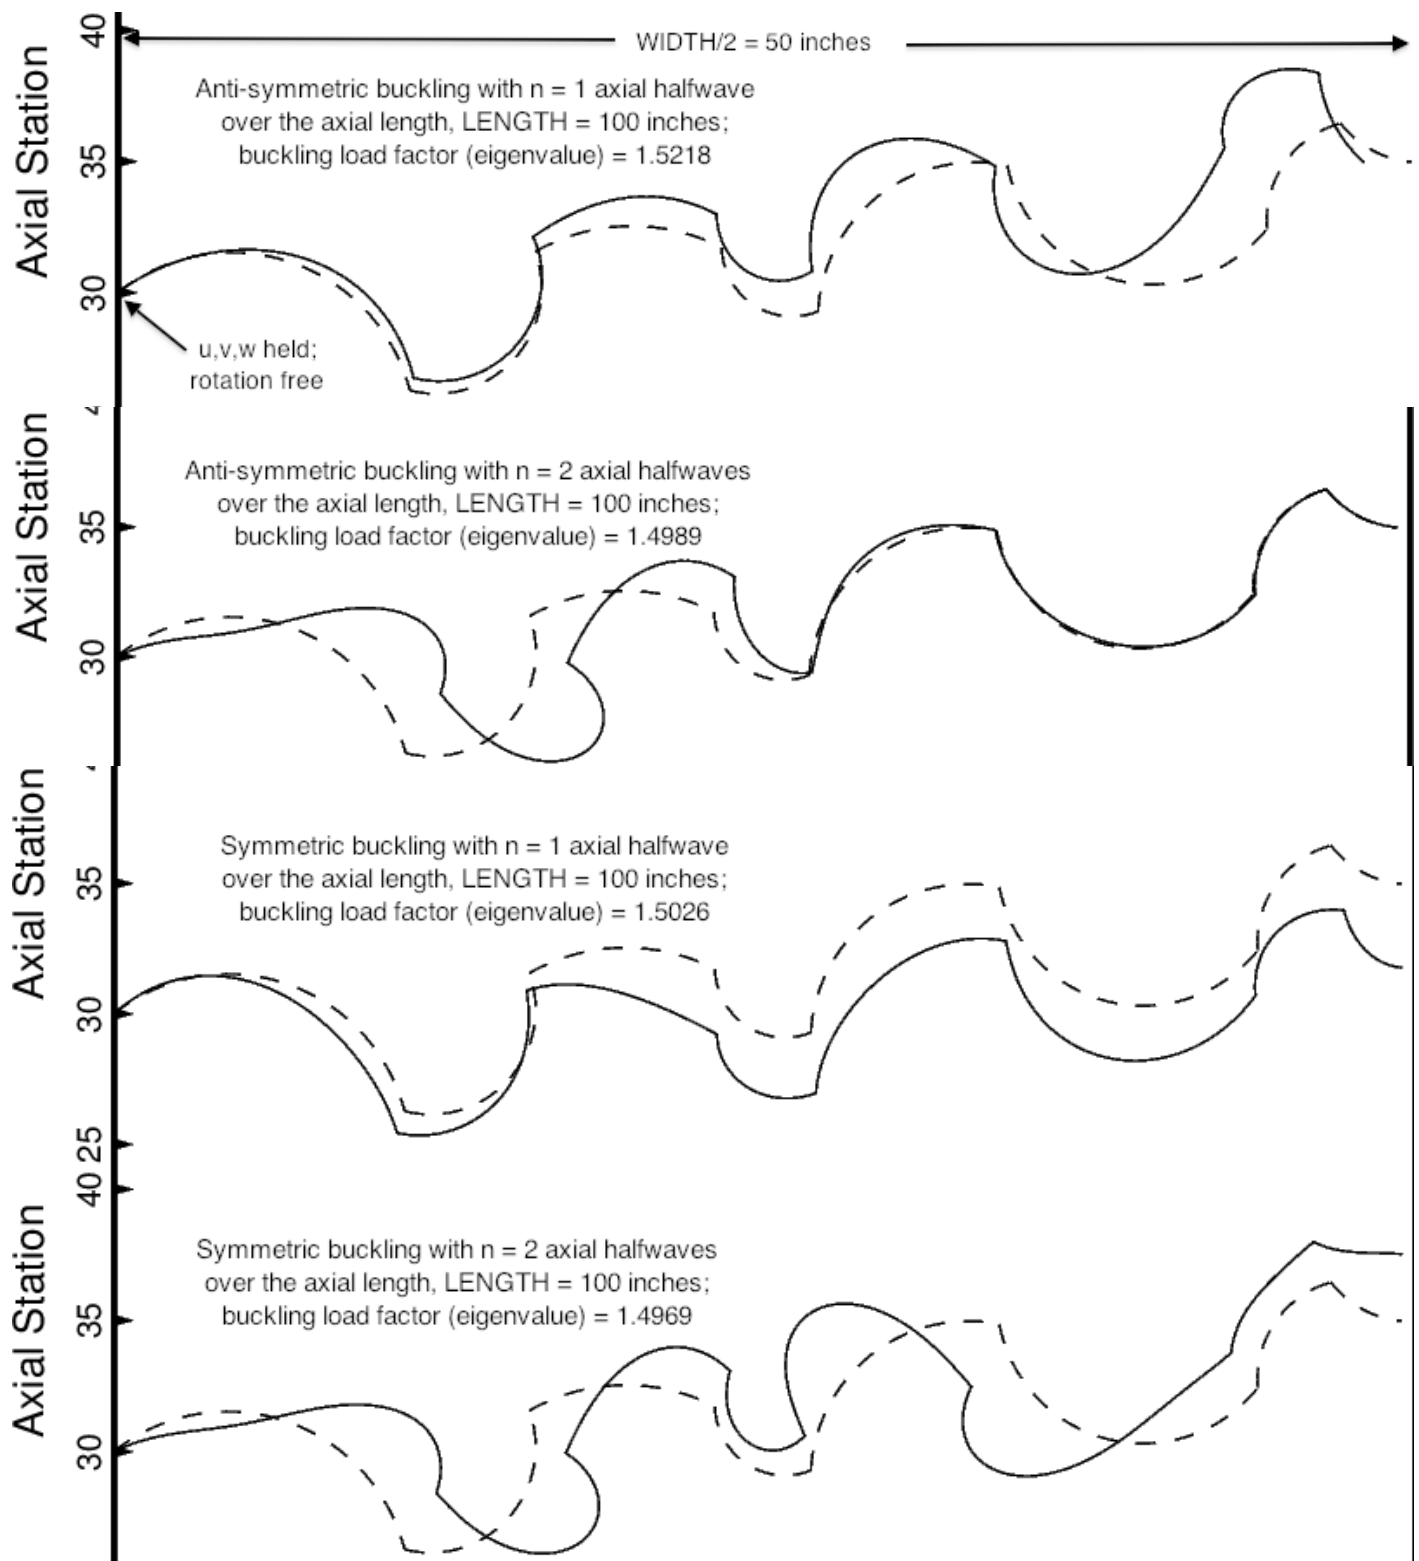 40
WIDTH/2 = 50 inches
Anti-symmetric buckling with n = 1 axial halfwave
over the axial length, LENGTH = 100 inches;
buckling load factor (eigenvalue) = 1.5218
Axial Station
35
30
u,v,w held;
rotation free
Anti-symmetric buckling with n = 2 axial halfwaves
over the axial length, LENGTH = 100 inches;
buckling load factor (eigenvalue) = 1.4989
Axial Station
35
30
Symmetric buckling with n = 1 axial halfwave
over the axial length, LENGTH = 100 inches;
buckling load factor (eigenvalue) = 1.5026
Axial Station
35
30
25
40
Symmetric buckling with n = 2 axial halfwaves
over the axial length, LENGTH = 100 inches;
buckling load factor (eigenvalue) = 1.4969
Axial Station
35
30